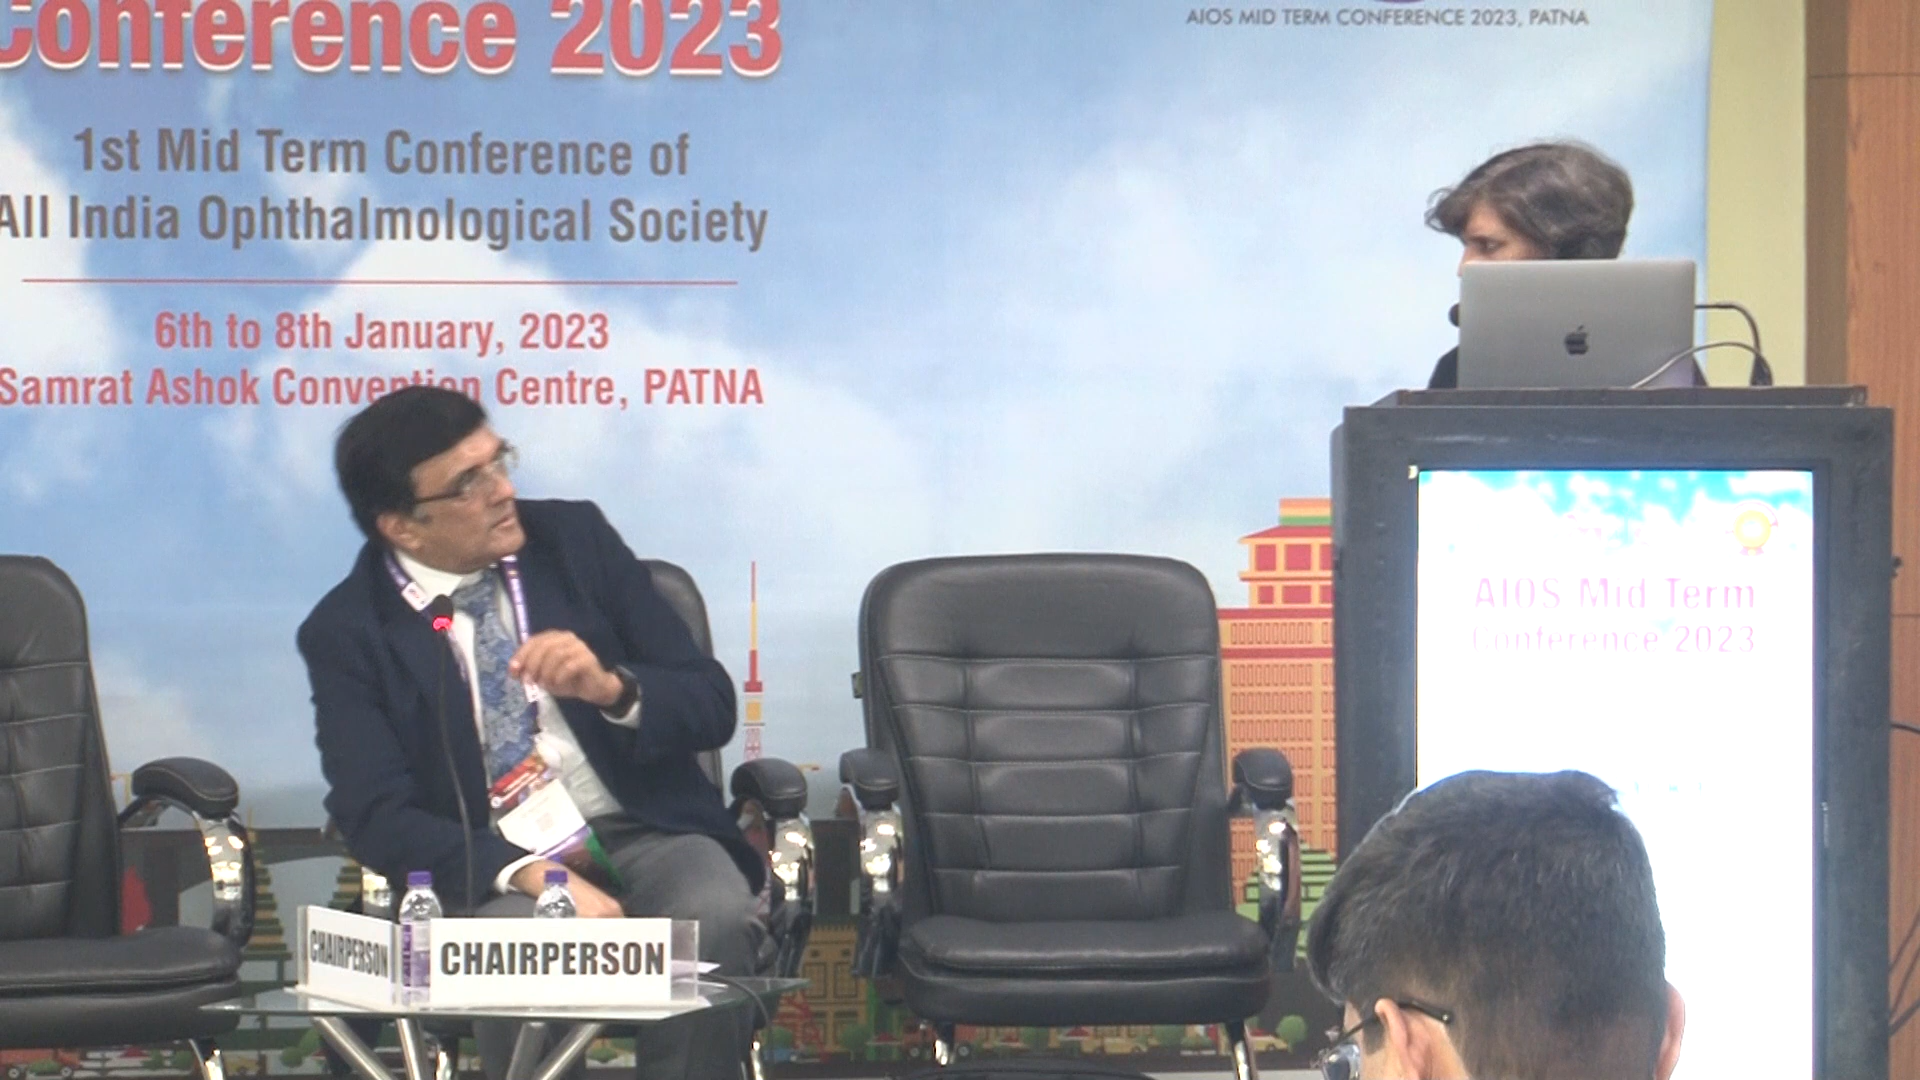 Conference 2023
AIOS MID TERM CONFERENCE 2023, PATNA
1st Mid Term Conference of
All India Ophthalmological Society
6th to 8th January, 2023
Samrat Ashok Convention Centre, PATNA
AIOS Mid Term
Conference 2023
CHAIRPERSON
CHAIRPERSON